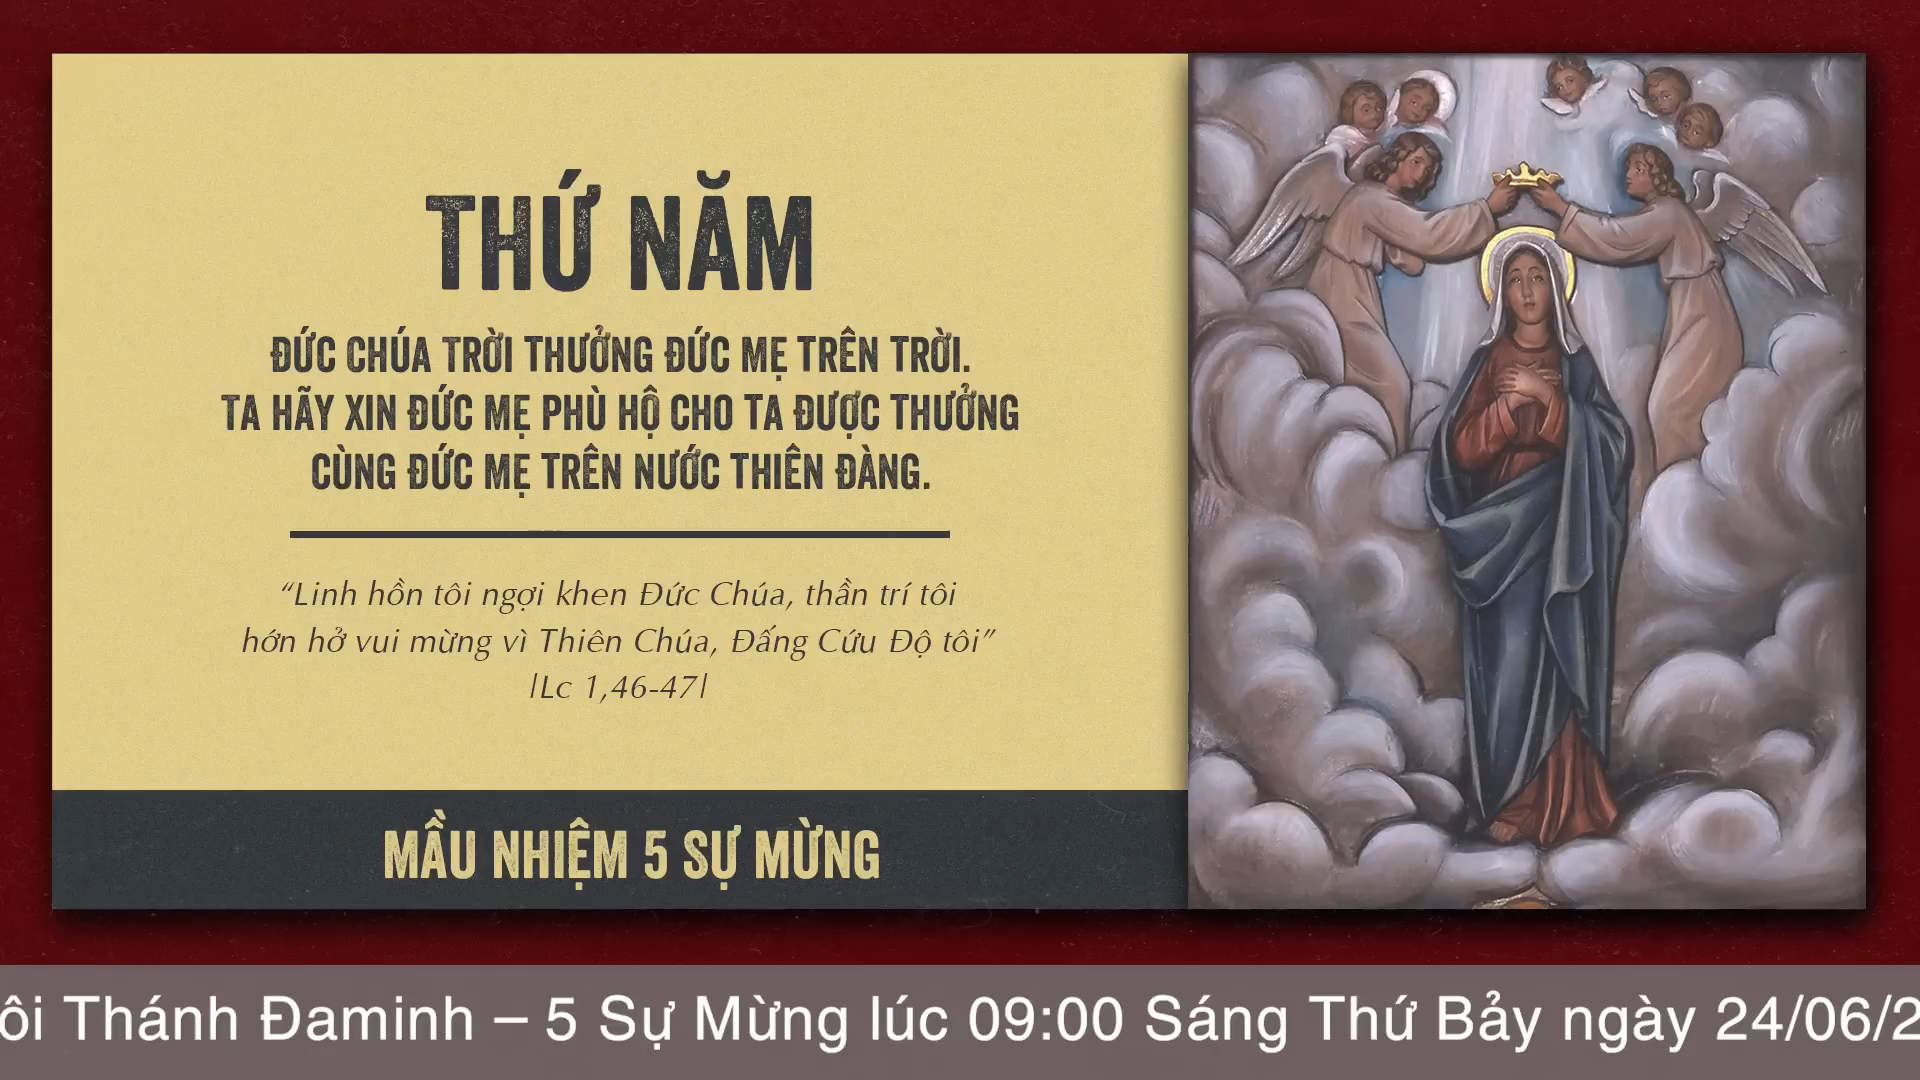 THỨ NĂM
ĐỨC CHÚA TRỜI THƯỞNG ĐỨC MẸ TRÊN TRỜI.
TA HÃY XIN ĐỨC MẸ PHÙ HỘ CHO TA ĐƯỢC THƯỞNG
CÙNG ĐỨC MẸ TRÊN NƯỚC THIÊN ĐÀNG.
“Linh hồn tôi ngợi khen Đức Chúa, thần trí tôi
hớn hở vui mừng vì Thiên Chúa, Đấng Cứu Độ tôi”
|Lc 1,46-47|
MẦU NHIỆM 5 SỰ MỪNG
Thánh Đaminh – 5 Sự Mừng lúc 09:00 Sáng Thứ Bảy ngày 24/06/2